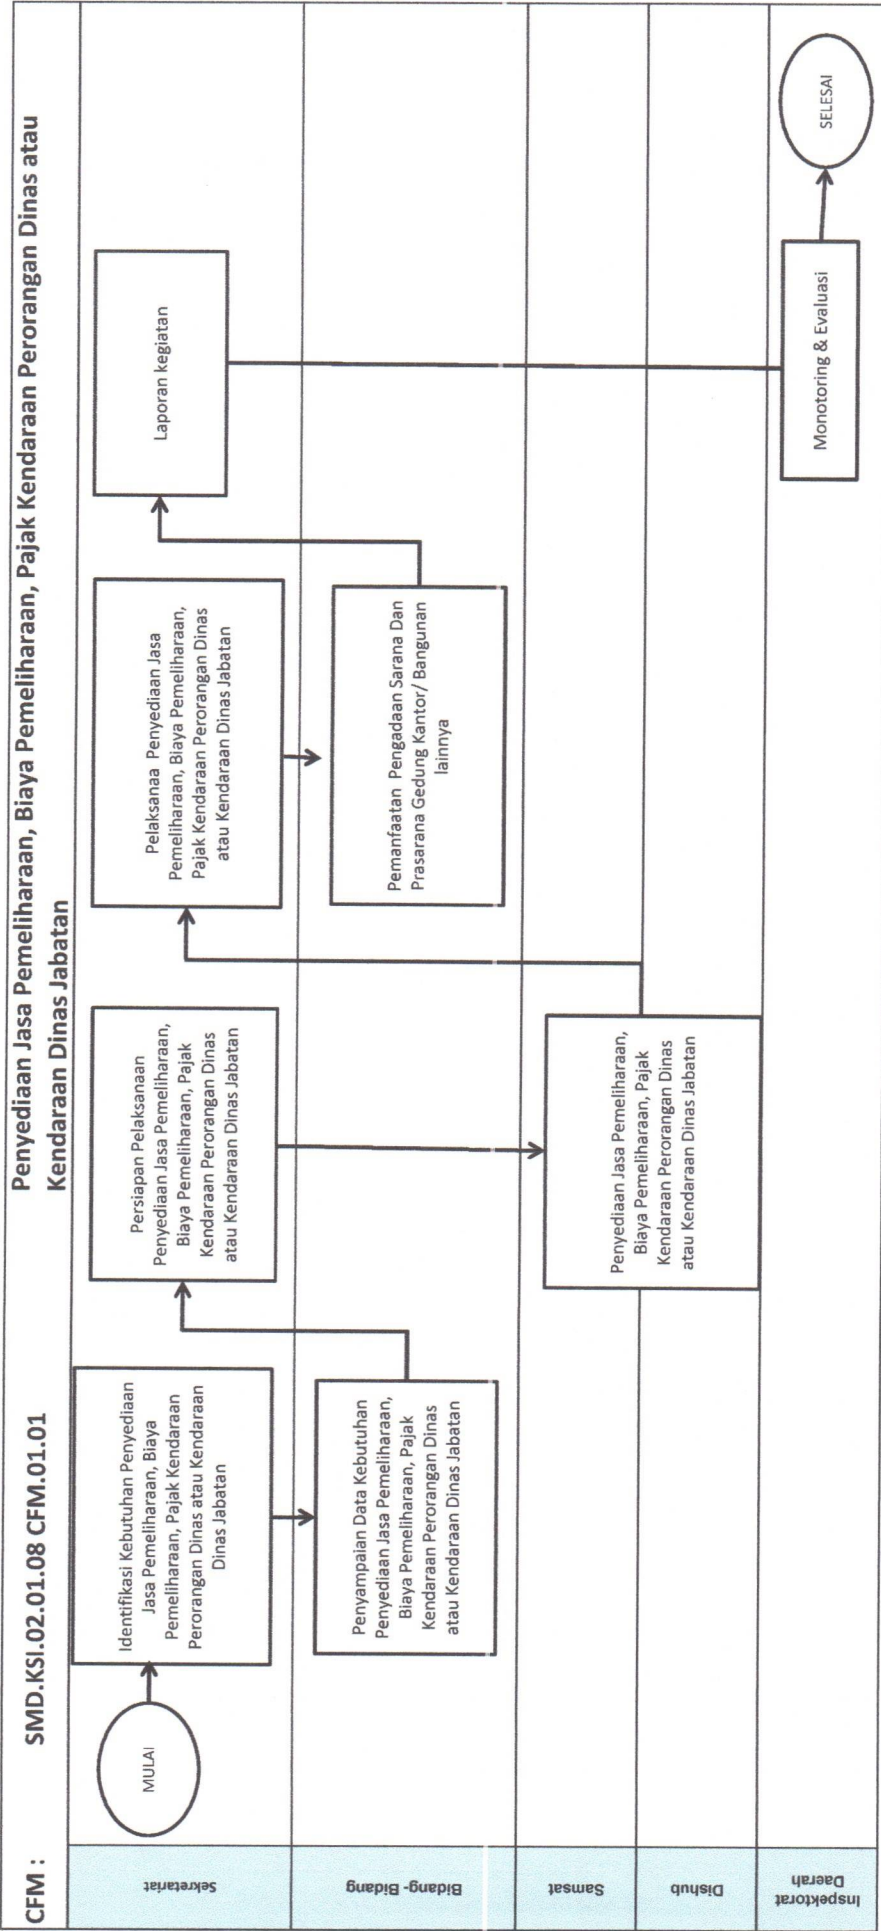 CFM :
SMD.KSI.02.01.08 CFM.01.01
Penyediaan Jasa Pemeliharaan, Biaya Pemeliharaan, Pajak Kendaraan Perorangan Dinas atau
Kendaraan Dinas Jabatan
Sekretariat
MULAI
Identifikasi Kebutuhan Penyediaan
Jasa Pemeliharaan, Biaya
Pemeliharaan, Pajak Kendaraan
Perorangan Dinas atau Kendaraan
Dinas Jabatan
Persiapan Pelaksanaan
Penyediaan Jasa Pemeliharaan,
Biaya Pemeliharaan, Pajak
Kendaraan Perorangan Dinas
atau Kendaraan Dinas Jabatan
Pelaksanaa Penyediaan Jasa
Pemeliharaan, Biaya Pemeliharaan,
Pajak Kendaraan Perorangan Dinas
atau Kendaraan Dinas Jabatan
Laporan kegiatan
Bidang -Bidang
Penyampaian Data Kebutuhan
Penyediaan Jasa Pemeliharaan,
Biaya Pemeliharaan, Pajak
Kendaraan Perorangan Dinas
atau Kendaraan Dinas Jabatan
Pemanfaatan Pengadaan Sarana Dan
Prasarana Gedung Kantor/ Bangunan
lainnya
Samsat
Dishub
Penyediaan Jasa Pemeliharaan,
Biaya Pemeliharaan, Pajak
Kendaraan Perorangan Dinas
atau Kendaraan Dinas Jabatan
Inspektorat
Daerah
Monotoring & Evaluasi
SELESAI